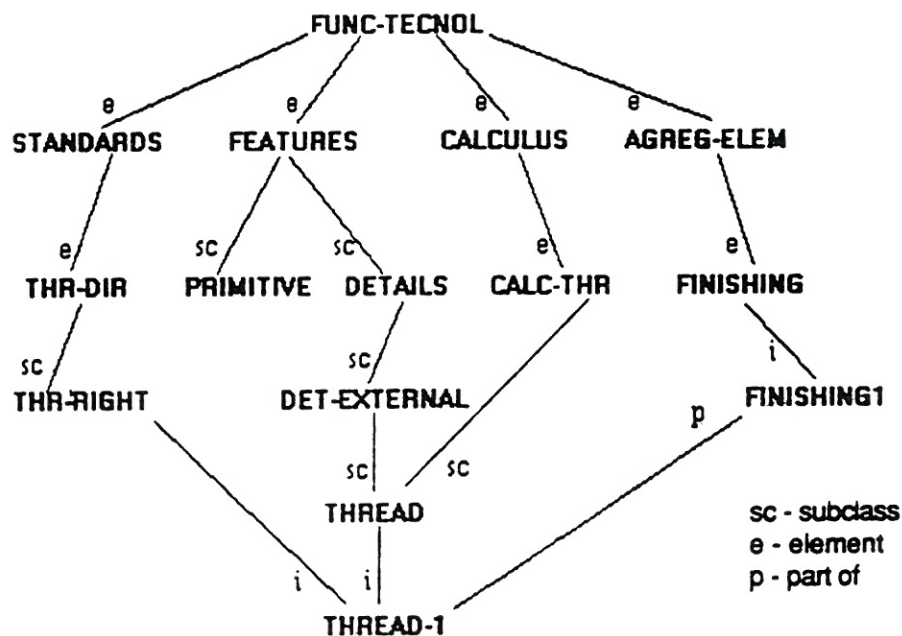 FUNC-TECNOL
e e e e
STANDARDS FEATURES CALCULUS AGREG-ELEM
e sc sc e e
THR-DIR PRIMITIVE DETAILS CALC-THR FINISHING
sc sc i
THR-RIGHT DET-EXTERNAL FINISHING1
p
sc sc
THREAD
sc - subclass
e - element
i i p - part of
THREAD-1